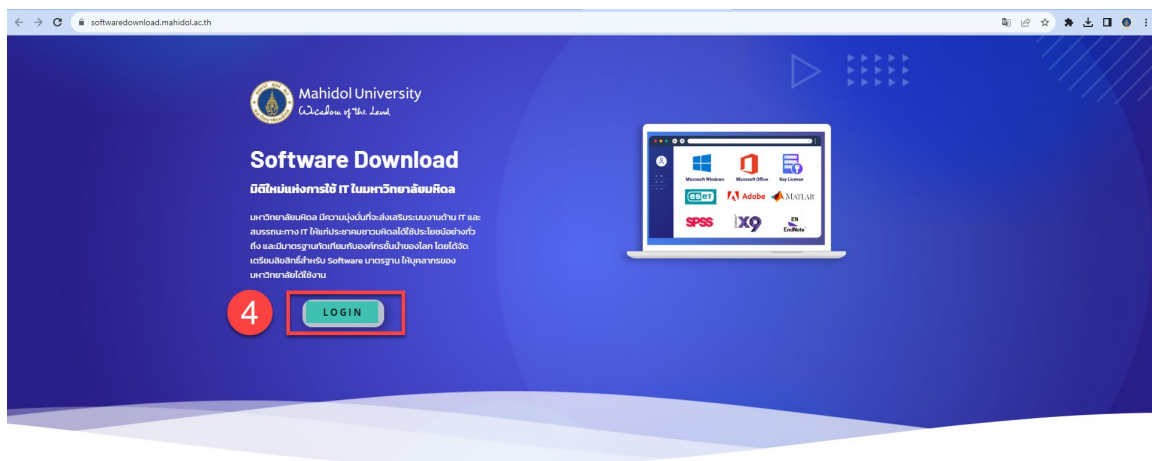 softwaredownload.mahidol.ac.th
Mahidol University
Wisdom of the Land
Software Download
มิติใหม่แห่งการใช้ IT ในมหาวิทยาลัยมหิดล
มหาวิทยาลัยมหิดล มีความมุ่งมั่นที่จะส่งเสริมระบบงานด้าน IT และ
สมรรถนะทาง IT ให้แก่ประชาคมชาวมหิดลได้ใช้ประโยชน์อย่างทั่ว
ถึง และมีมาตรฐานทัดเทียมกับองค์กรชั้นนำของโลก โดยได้จัด
เตรียมลิขสิทธิ์สำหรับ Software มาตรฐาน ให้บุคลากรของ
มหาวิทยาลัยได้ใช้งาน
4
LOGIN
Microsoft Windows
Microsoft Office
Key License
eset
Adobe
MATLAB
SPSS
X9
EN
EndNote